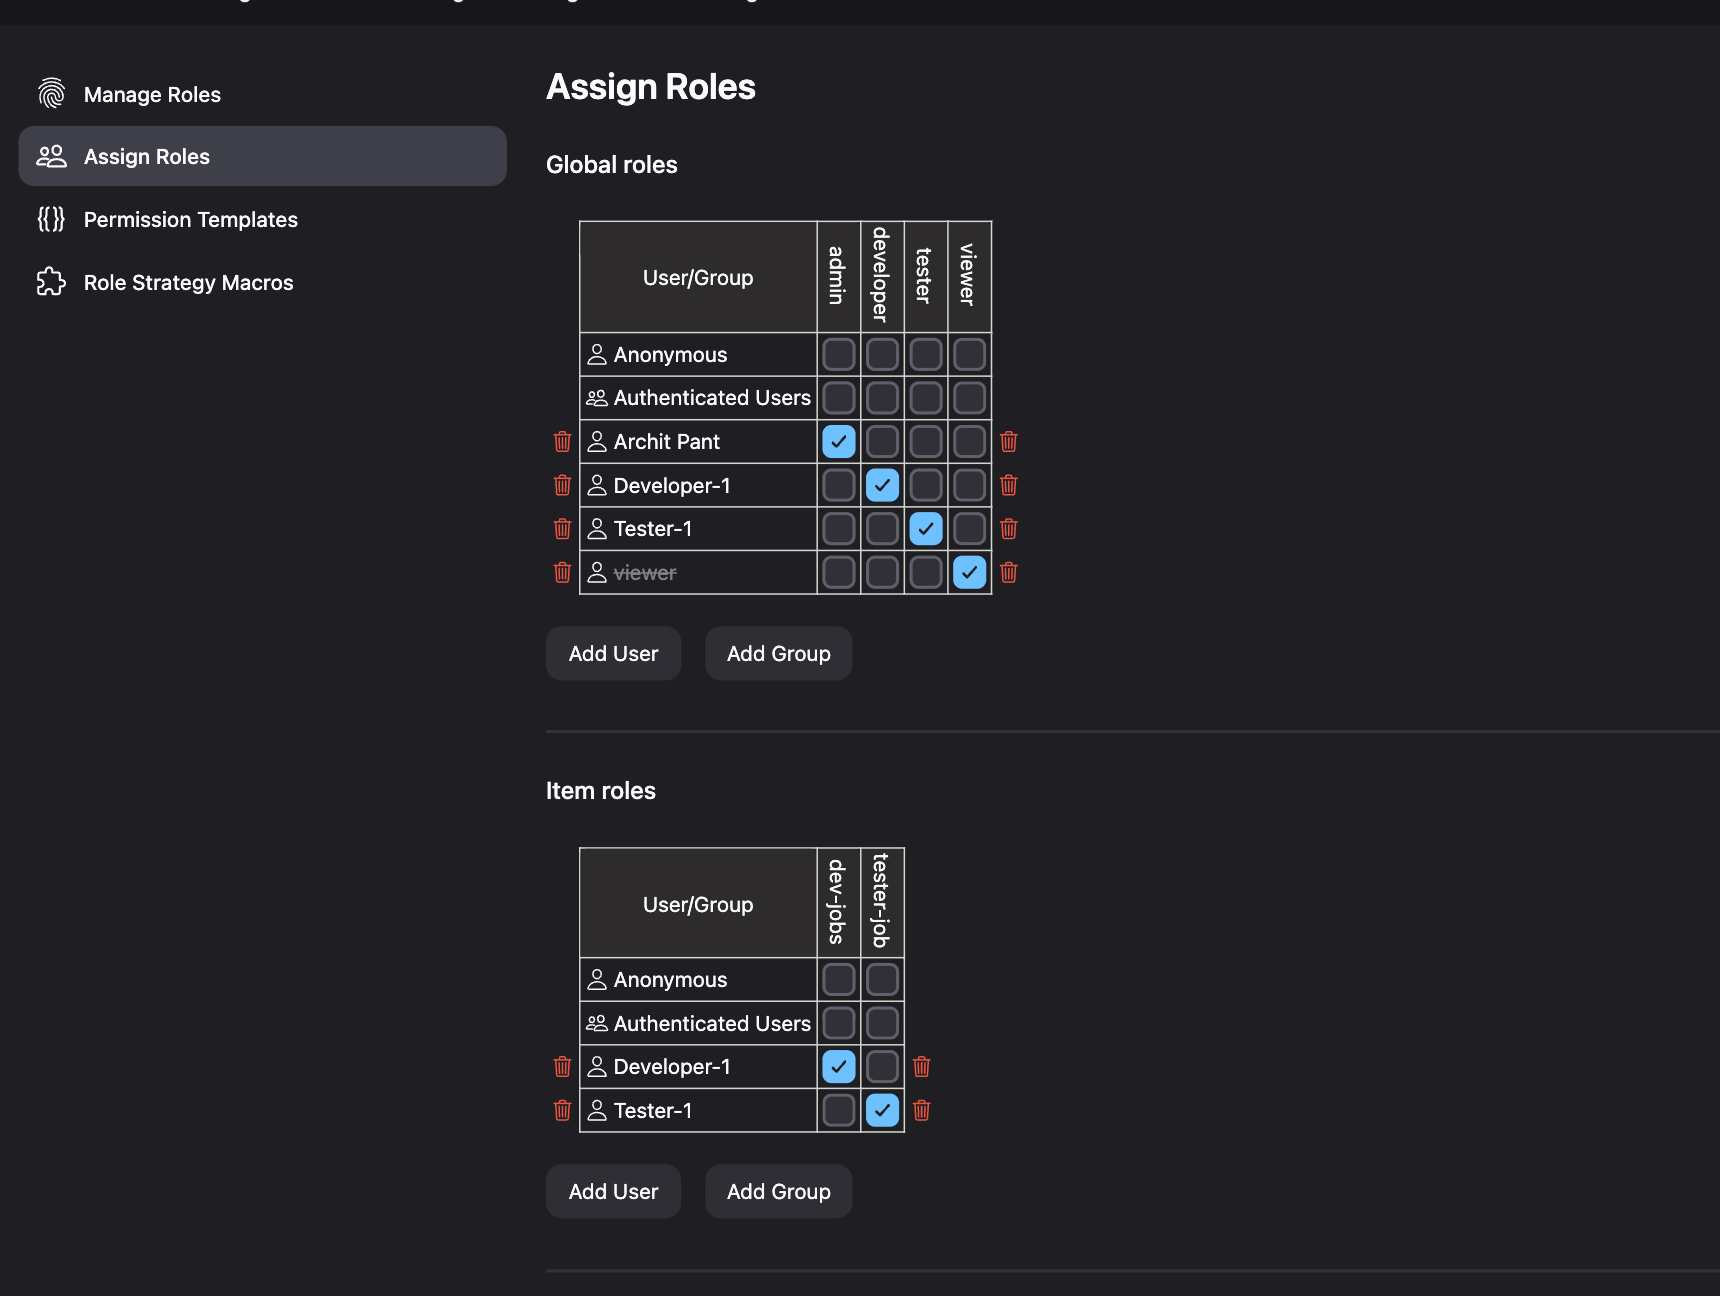 Manage Roles
Assign Roles
Permission Templates
Role Strategy Macros
Assign Roles
Global roles
User/Group
admin
developer
tester
viewer
Anonymous
Authenticated Users
Archit Pant
Developer-1
Tester-1
viewer
Add User
Add Group
Item roles
User/Group
dev-jobs
tester-job
Anonymous
Authenticated Users
Developer-1
Tester-1
Add User
Add Group